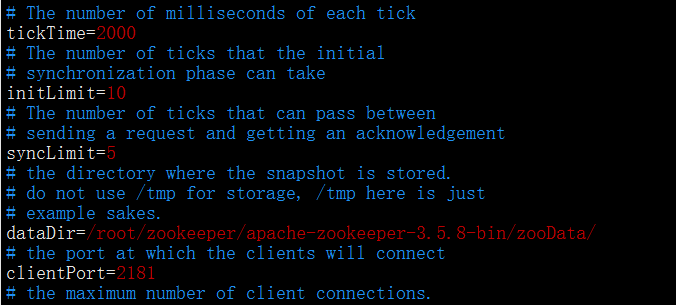 # The number of milliseconds of each tick
tickTime=2000
# The number of ticks that the initial
# synchronization phase can take
initLimit=10
# The number of ticks that can pass between
# sending a request and getting an acknowledgement
syncLimit=5
# the directory where the snapshot is stored.
# do not use /tmp for storage, /tmp here is just
# example sakes.
dataDir=/root/zookeeper/apache-zookeeper-3.5.8-bin/zooData/
# the port at which the clients will connect
clientPort=2181
# the maximum number of client connections.